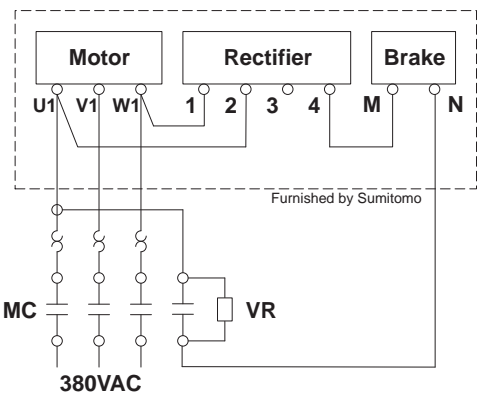 Motor Rectifier Brake
U1 V1 W1 1 2 3 4 M N
Furnished by Sumitomo
MC VR
380VAC